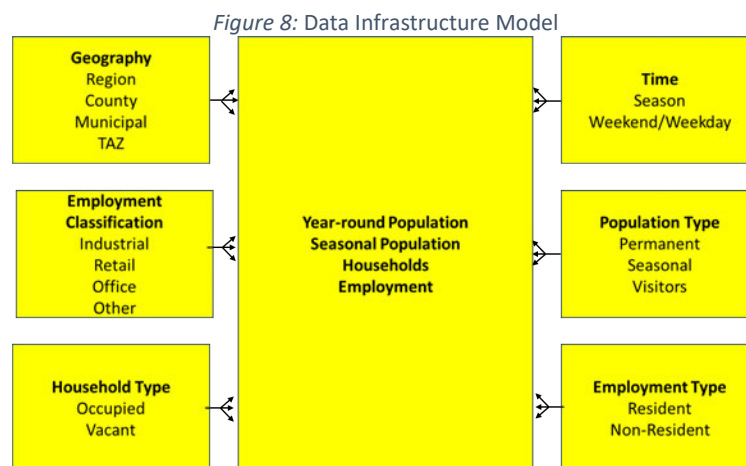 Figure 8: Data Infrastructure Model
Geography
Region
County
Municipal
TAZ
Employment
Classification
Industrial
Retail
Office
Other
Household Type
Occupied
Vacant
Year-round Population
Seasonal Population
Households
Employment
Time
Season
Weekend/Weekday
Population Type
Permanent
Seasonal
Visitors
Employment Type
Resident
Non-Resident